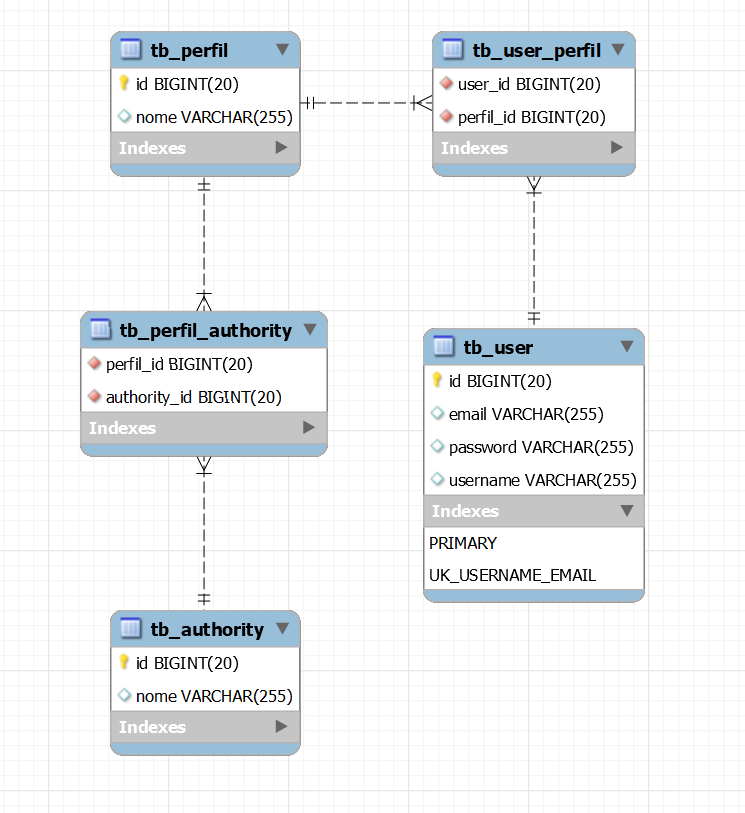 tb_perfil
id BIGINT(20)
nome VARCHAR(255)
Indexes
tb_user_perfil
user_id BIGINT(20)
perfil_id BIGINT(20)
Indexes
tb_perfil_authority
perfil_id BIGINT(20)
authority_id BIGINT(20)
Indexes
tb_user
id BIGINT(20)
email VARCHAR(255)
password VARCHAR(255)
username VARCHAR(255)
Indexes
PRIMARY
UK_USERNAME_EMAIL
tb_authority
id BIGINT(20)
nome VARCHAR(255)
Indexes